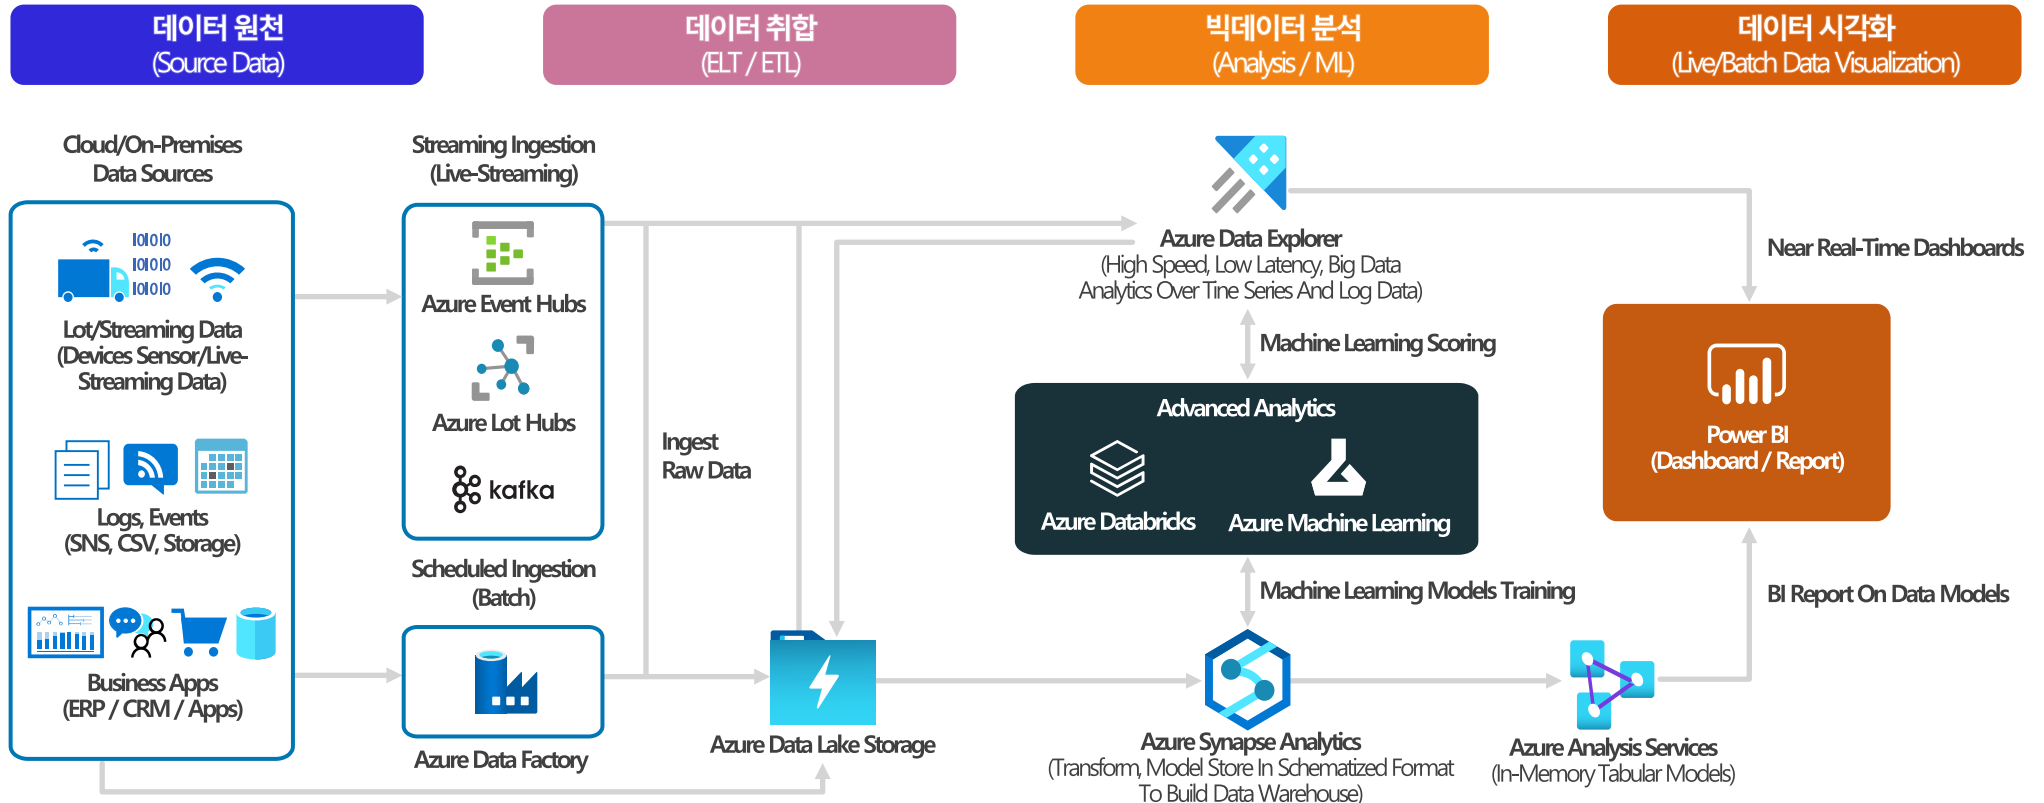 데이터 원천
(Source Data)
데이터 취합
(ELT / ETL)
빅데이터 분석
(Analysis / ML)
데이터 시각화
(Live/Batch Data Visualization)
Cloud/On-Premises
Data Sources
101010
101010
101010
Lot/Streaming Data
(Devices Sensor/Live-
Streaming Data)
Logs, Events
(SNS, CSV, Storage)
Business Apps
(ERP / CRM / Apps)
Streaming Ingestion
(Live-Streaming)
Azure Event Hubs
Azure Lot Hubs
kafka
Scheduled Ingestion
(Batch)
Azure Data Factory
Ingest
Raw Data
Azure Data Lake Storage
Azure Data Explorer
(High Speed, Low Latency, Big Data
Analytics Over Tine Series And Log Data)
Machine Learning Scoring
Advanced Analytics
Azure Databricks
Azure Machine Learning
Machine Learning Models Training
Azure Synapse Analytics
(Transform, Model Store In Schematized Format
To Build Data Warehouse)
Azure Analysis Services
(In-Memory Tabular Models)
Near Real-Time Dashboards
Power BI
(Dashboard / Report)
BI Report On Data Models